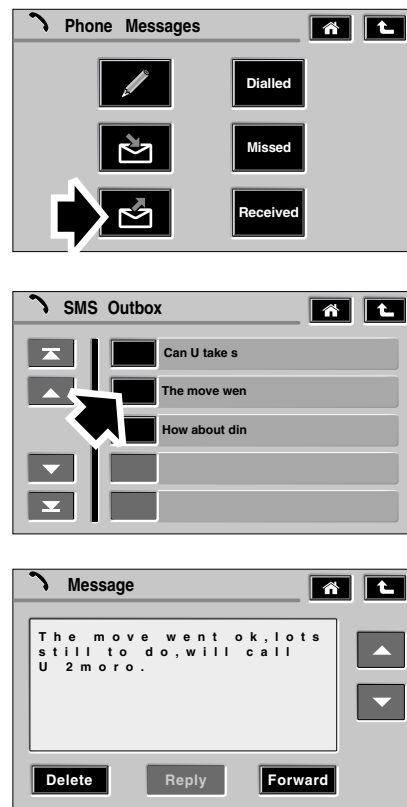 Phone Messages
Dialled
Missed
Received
SMS Outbox
Can U take s
The move wen
How about din
Message
The move went ok,lots
still to do,will call
U 2moro.
Delete Reply Forward